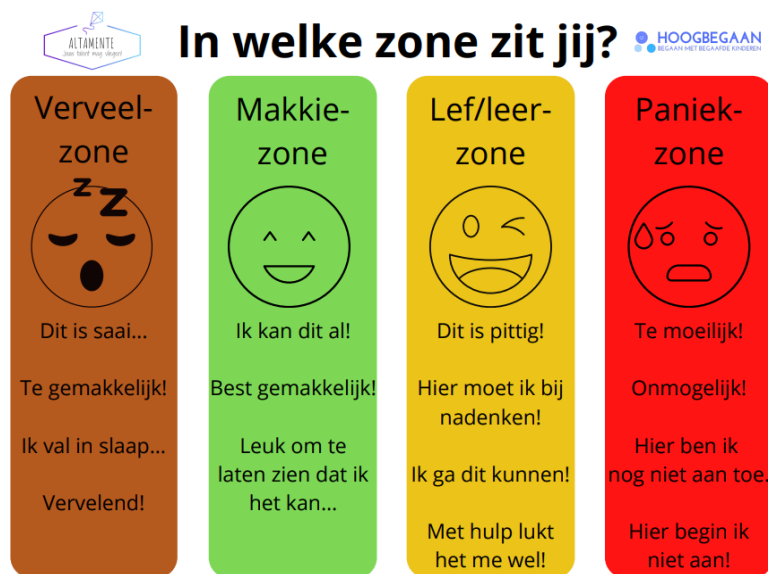 ALTAMENTE
Jouw talent mag vliegen!
In welke zone zit jij?
HOOGBEGAAN
BEGAAN MET BEGAAFDE KINDEREN
Verveel-
zone
z
z
Dit is saai...
Te gemakkelijk!
Ik val in slaap...
Vervelend!
Makkie-
zone
Ik kan dit al!
Best gemakkelijk!
Leuk om te
laten zien dat ik
het kan...
Lef/leer-
zone
Dit is pittig!
Hier moet ik bij
nadenken!
Ik ga dit kunnen!
Met hulp lukt
het me wel!
Paniek-
zone
Te moeilijk!
Onmogelijk!
Hier ben ik
nog niet aan toe.
Hier begin ik
niet aan!